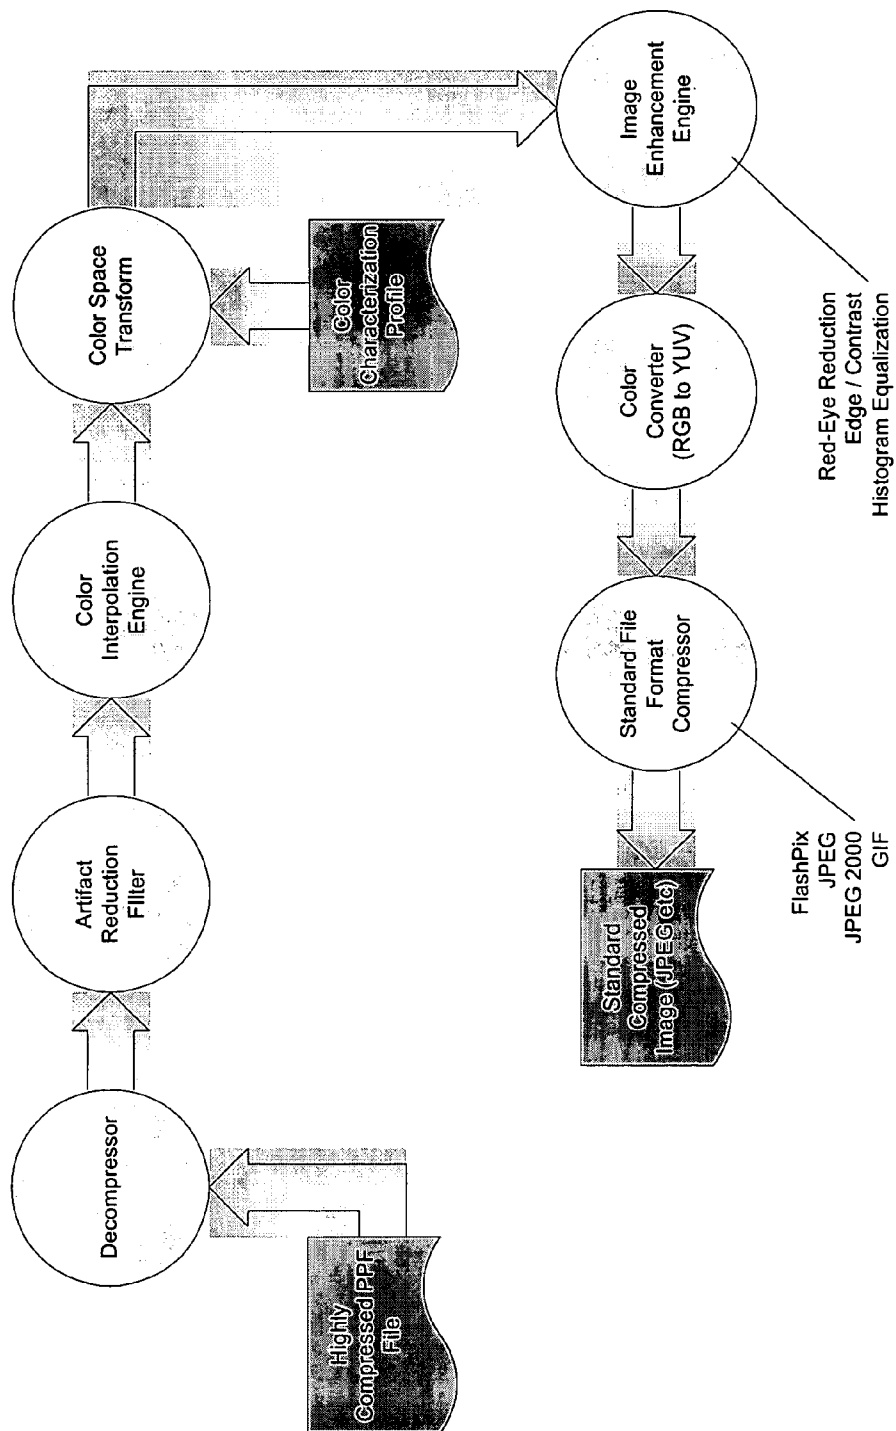 Highly
Compressed PPF
File
Decompressor
Artifact
Reduction
FIlter
Color
Interpolation
Engine
Color Space
Transform
Color
Characterization
Profile
Image
Enhancement
Engine
Red-Eye Reduction
Edge / Contrast
Histogram Equalization
Color
Converter
(RGB to YUV)
Standard File
Format
Compressor
FlashPix
JPEG
JPEG 2000
GIF
Standard
Compressed
Image (JPEG etc)